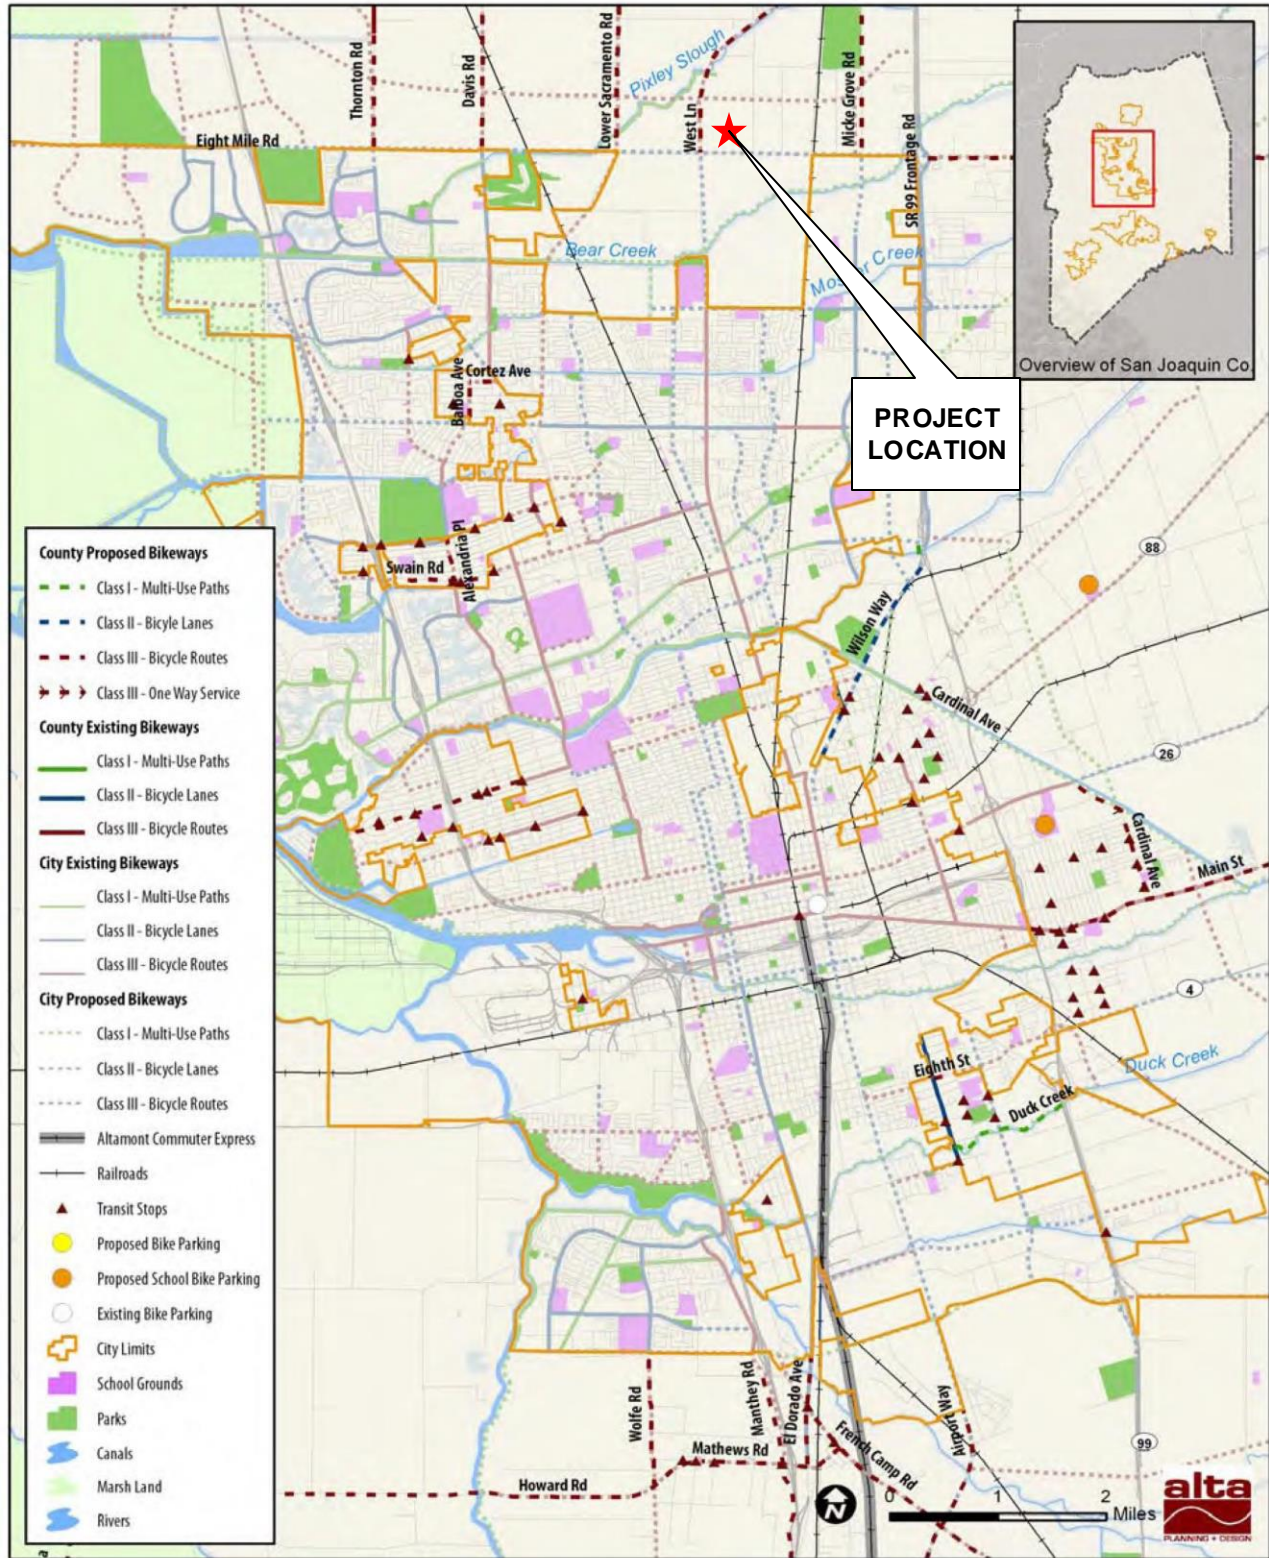 Thornton Rd
Davis Rd
Lower Sacramento Rd
Pixley Slough
West Ln
Micke Grove Rd
SR 99 Frontage Rd
Eight Mile Rd
Bear Creek
Mosher Creek
Overview of San Joaquin Co.
Balboa Ave
Cortez Ave
PROJECT
LOCATION
Alexandria Pl
Swain Rd
88
Wilson Way
Cardinal Ave
26
Cardinal Ave
Main St
4
Eighth St
Duck Creek
Duck Creek
County Proposed Bikeways
Class I - Multi-Use Paths
Class II - Bicyle Lanes
Class III - Bicycle Routes
Class III - One Way Service
County Existing Bikeways
Class I - Multi-Use Paths
Class II - Bicycle Lanes
Class III - Bicycle Routes
City Existing Bikeways
Class I - Multi-Use Paths
Class II - Bicycle Lanes
Class III - Bicycle Routes
City Proposed Bikeways
Class I - Multi-Use Paths
Class II - Bicycle Lanes
Class III - Bicycle Routes
Altamont Commuter Express
Railroads
Transit Stops
Proposed Bike Parking
Proposed School Bike Parking
Existing Bike Parking
City Limits
School Grounds
Parks
Canals
Marsh Land
Rivers
Wolfe Rd
Manthey Rd
El Dorado Ave
Airport Way
Mathews Rd
French Camp Rd
Howard Rd
99
N
0 1 2
Miles
alta
PLANNING + DESIGN